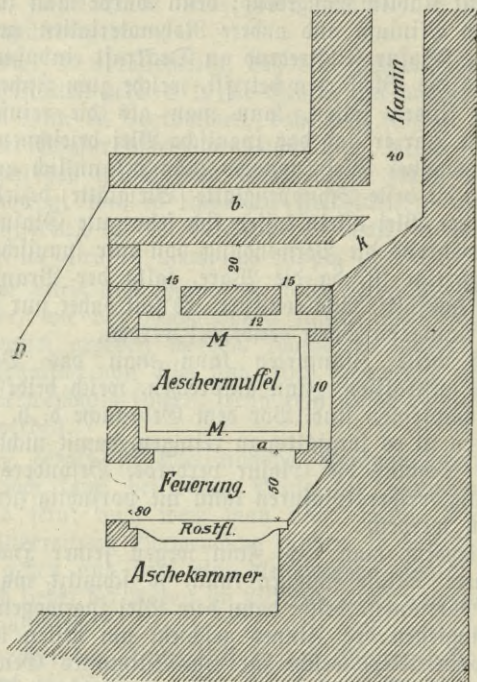 Kamin
40
b.
k
20
15
15
12
M
D.
Aeschermuffel.
10
M.
a
Feuerung.
50
80
Rostfl.
Aschekammer.